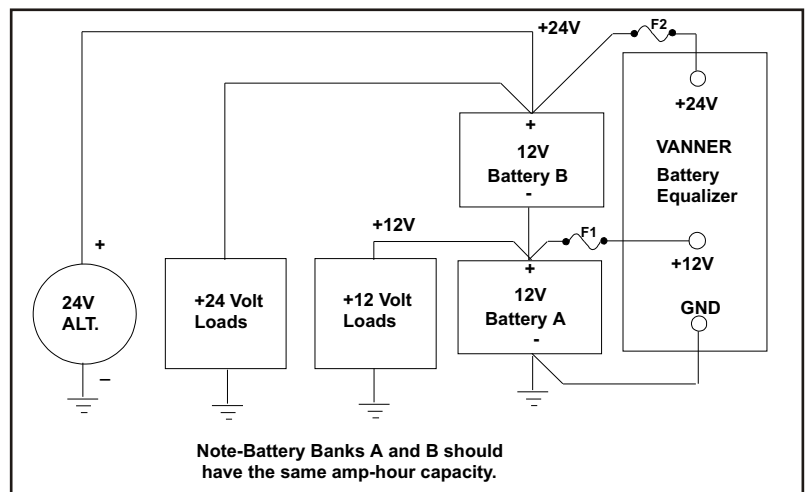 +24V
F2
+24V
VANNER
Battery
Equalizer
+
12V
Battery B
-
+12V
F1
+12V
+
24V
ALT.
–
+24 Volt
Loads
+12 Volt
Loads
+
12V
Battery A
-
GND
Note-Battery Banks A and B should
have the same amp-hour capacity.